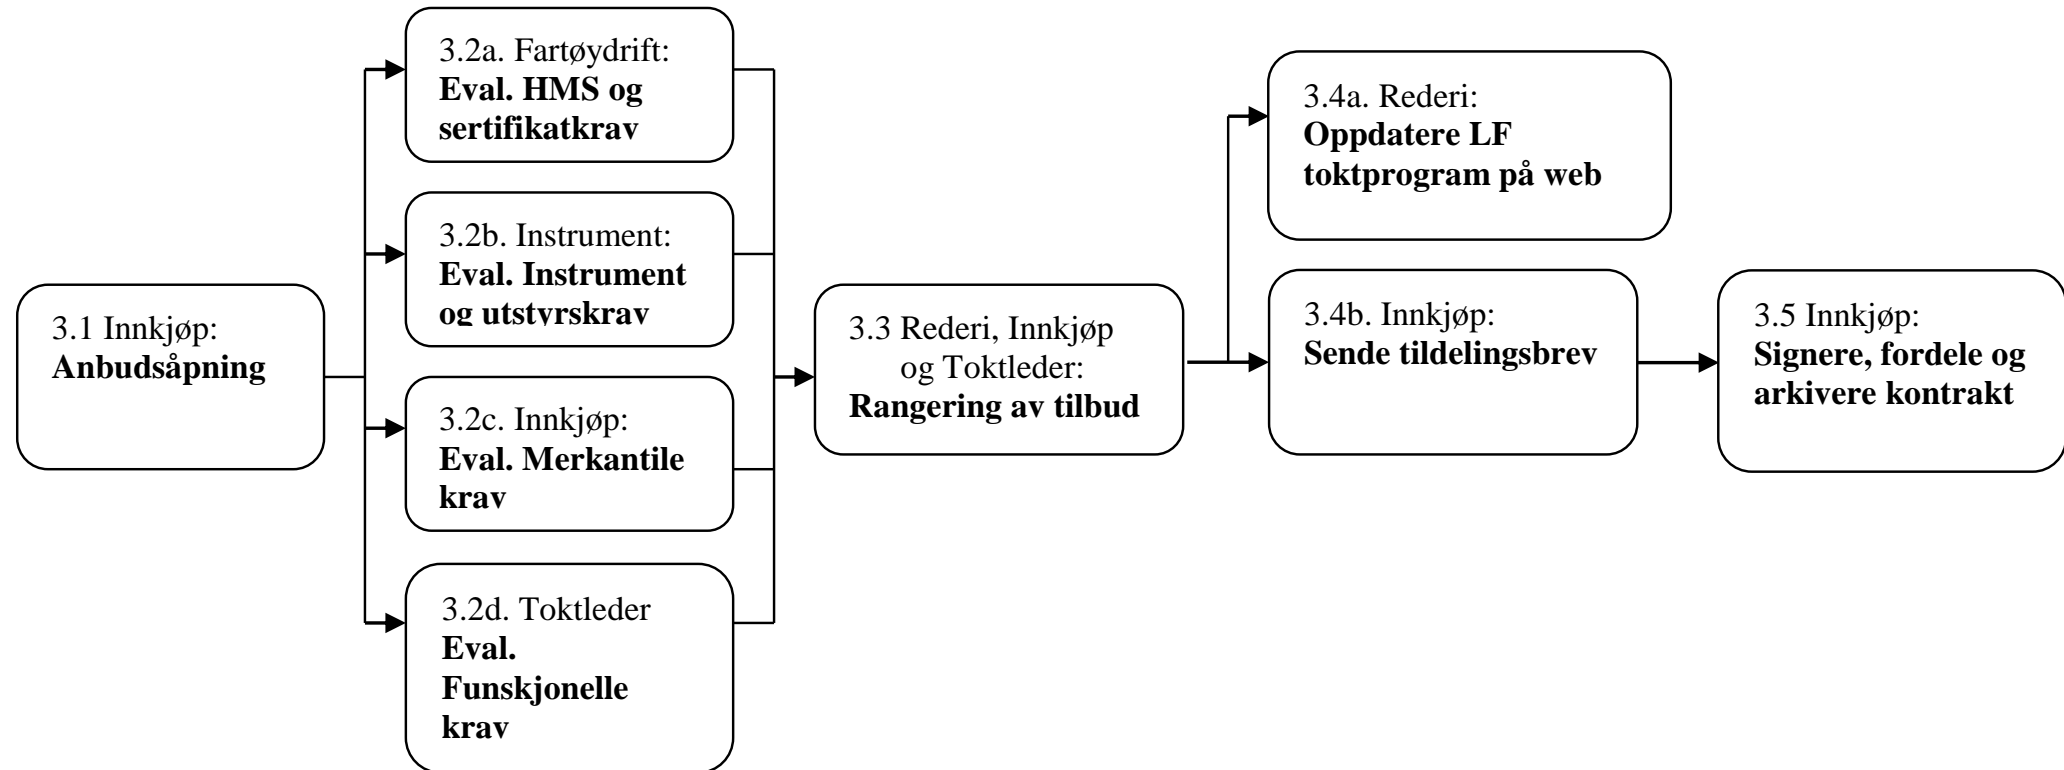 3.1 Innkjøp:
Anbudsåpning
3.2a. Fartøydrift:
Eval. HMS og
sertifikatkrav
3.2b. Instrument:
Eval. Instrument
og utstyrskrav
3.2c. Innkjøp:
Eval. Merkantile
krav
3.2d. Toktleder
Eval.
Funskjonelle
krav
3.3 Rederi, Innkjøp
og Toktleder:
Rangering av tilbud
3.4a. Rederi:
Oppdatere LF
toktprogram på web
3.4b. Innkjøp:
Sende tildelingsbrev
3.5 Innkjøp:
Signere, fordele og
arkivere kontrakt